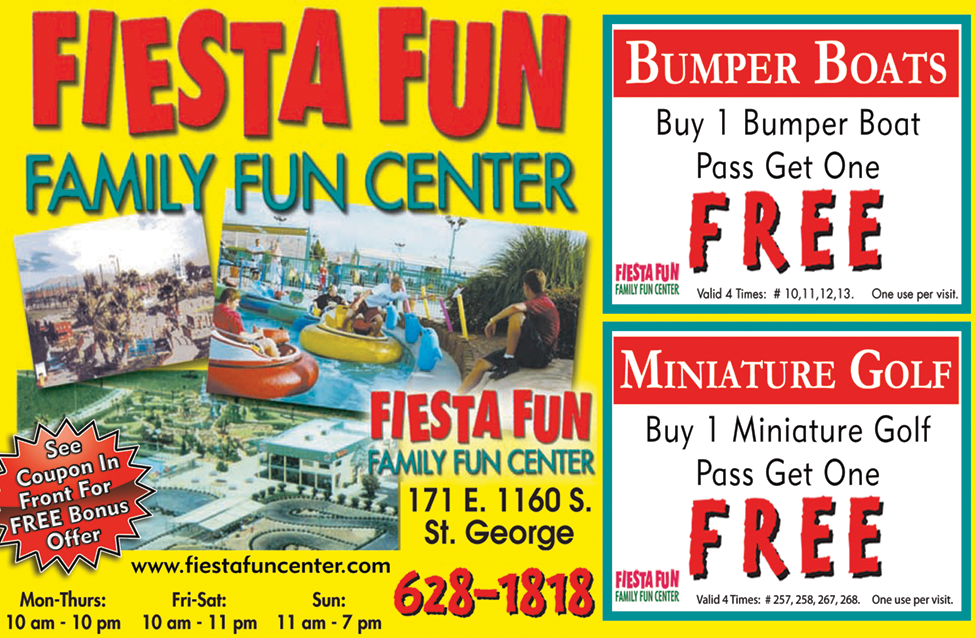 FIESTA FUN
FAMILY FUN CENTER
See
Coupon In
Front For
FREE Bonus
Offer
FIESTA FUN
FAMILY FUN CENTER
171 E. 1160 S.
St. George
www.fiestafuncenter.com
628-1818
Mon-Thurs:
10 am - 10 pm
Fri-Sat:
10 am - 11 pm
Sun:
11 am - 7 pm
BUMPER BOATS
Buy 1 Bumper Boat
Pass Get One
FREE
FIESTA FUN
FAMILY FUN CENTER
Valid 4 Times: # 10,11,12,13. One use per visit.
MINIATURE GOLF
Buy 1 Miniature Golf
Pass Get One
FREE
FIESTA FUN
FAMILY FUN CENTER
Valid 4 Times: # 257, 258, 267, 268. One use per visit.